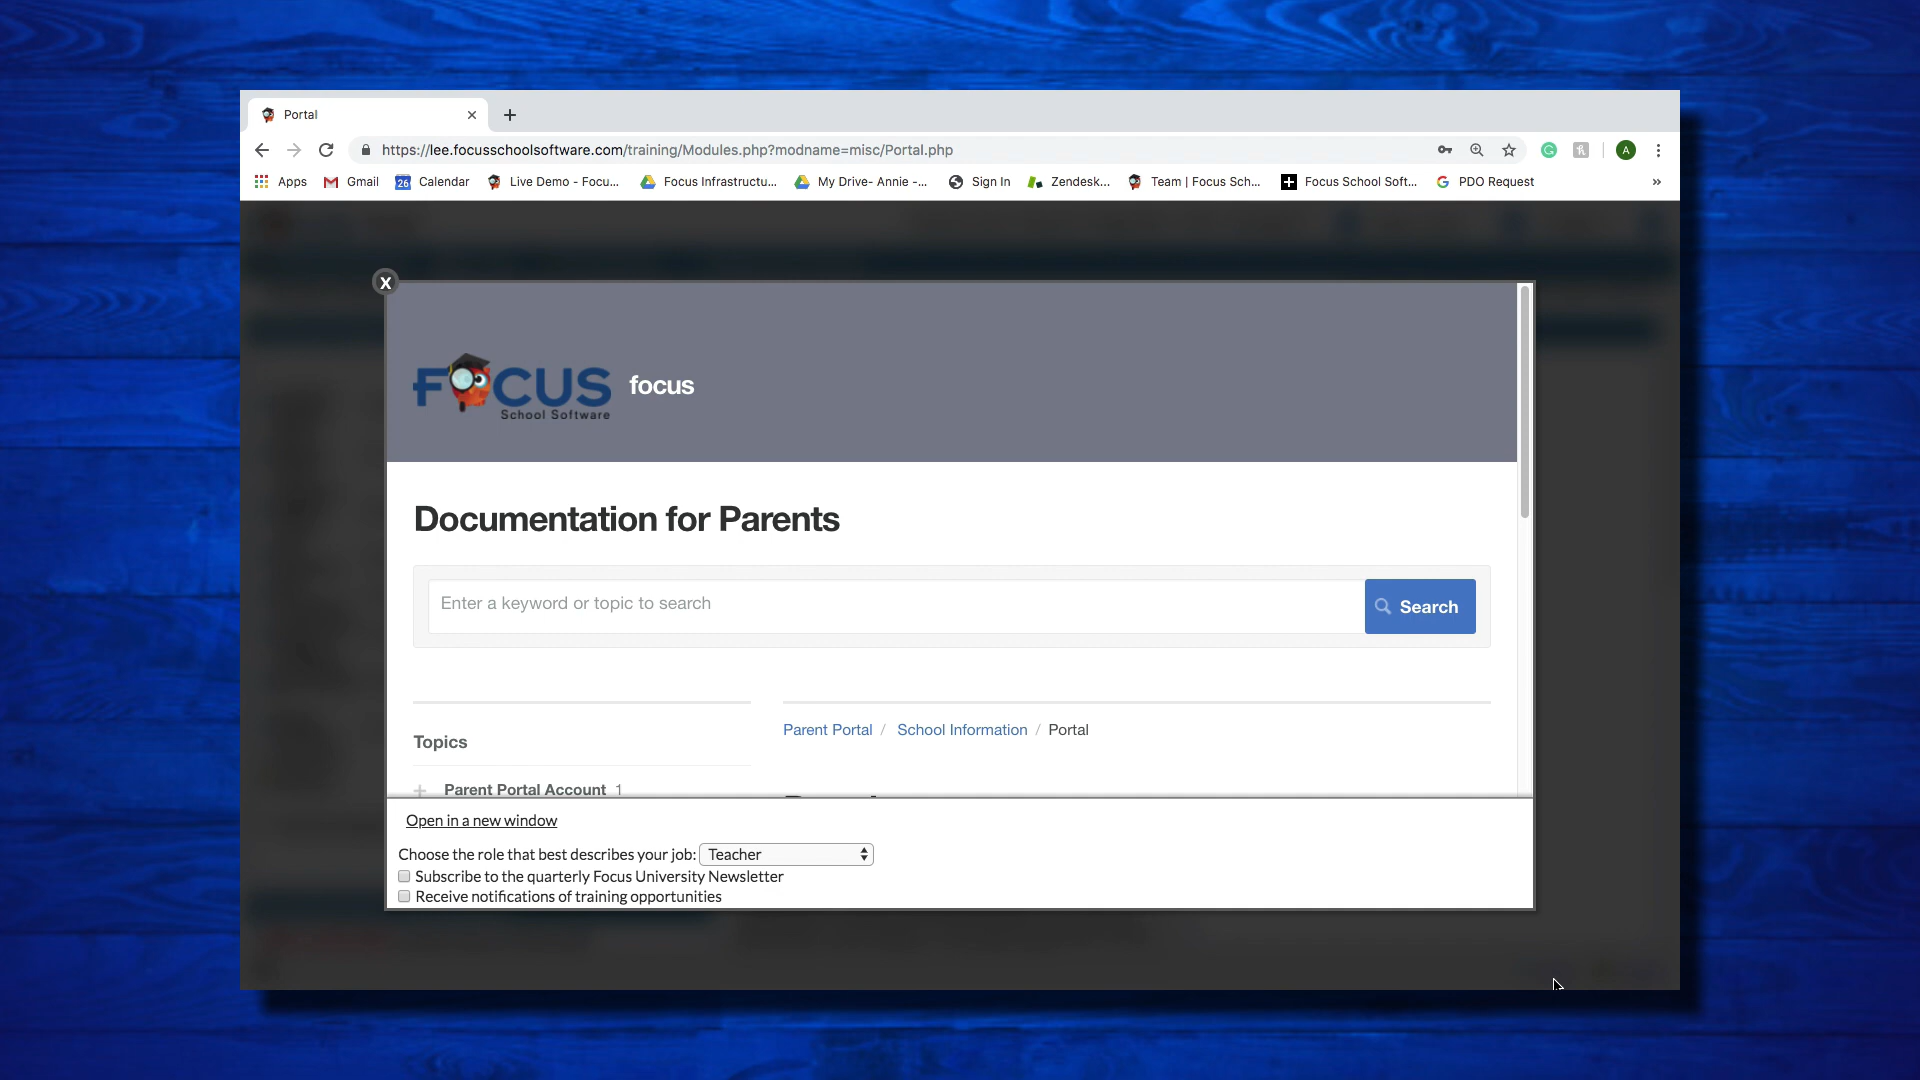 Portal
https://lee.focusschoolsoftware.com/training/Modules.php?modname=misc/Portal.php
A
Apps Gmail 26 Calendar Live Demo - Focu... Focus Infrastructu... My Drive- Annie -... Sign In Zendesk... Team | Focus Sch... Focus School Soft... PDO Request »
X
FOCUS
School Software
focus
Documentation for Parents
Enter a keyword or topic to search
Search
Topics
Parent Portal / School Information / Portal
+ Parent Portal Account 1
Open in a new window
Choose the role that best describes your job: Teacher
Subscribe to the quarterly Focus University Newsletter
Receive notifications of training opportunities